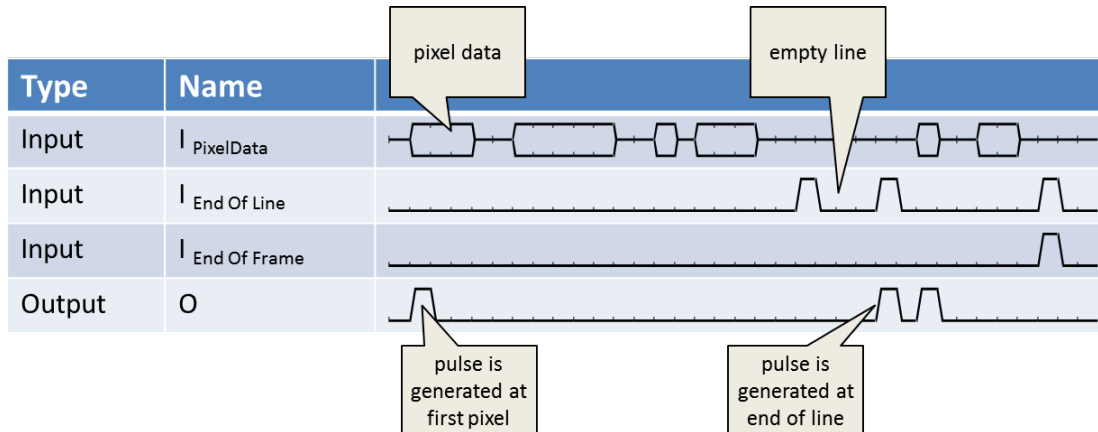 pixel data
empty line
Type Name
Input I PixelData
Input I End Of Line
Input I End Of Frame
Output O
pulse is
generated at
first pixel
pulse is
generated at
end of line